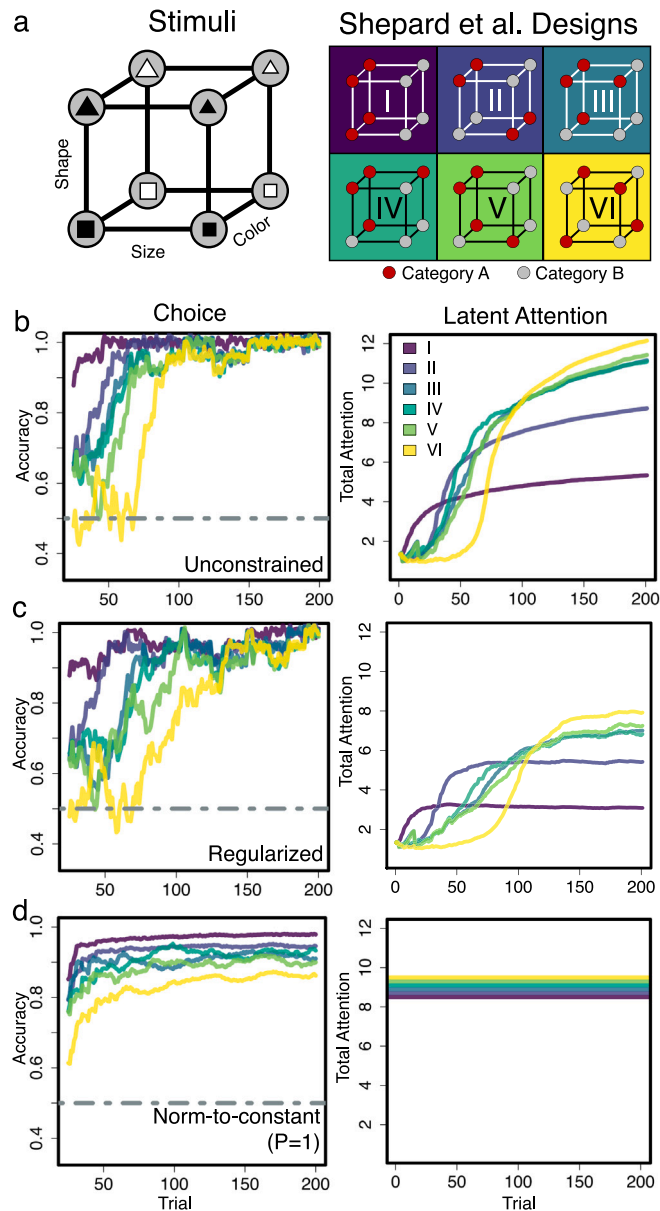 a
Stimuli
Shepard et al. Designs
Shape
Size
Color
I
II
III
IV
V
VI
Category A
Category B
b
Choice
Latent Attention
Accuracy
1.0
0.8
0.6
0.4
Unconstrained
0
50
100
150
200
Total Attention
12
10
8
6
4
2
I
II
III
IV
V
VI
0
50
100
150
200
c
Accuracy
1.0
0.8
0.6
0.4
Regularized
0
50
100
150
200
Total Attention
12
10
8
6
4
2
0
50
100
150
200
d
Accuracy
1.0
0.8
0.6
0.4
Norm-to-constant
(P=1)
0
50
100
150
200
Trial
Total Attention
12
10
8
6
4
2
0
50
100
150
200
Trial